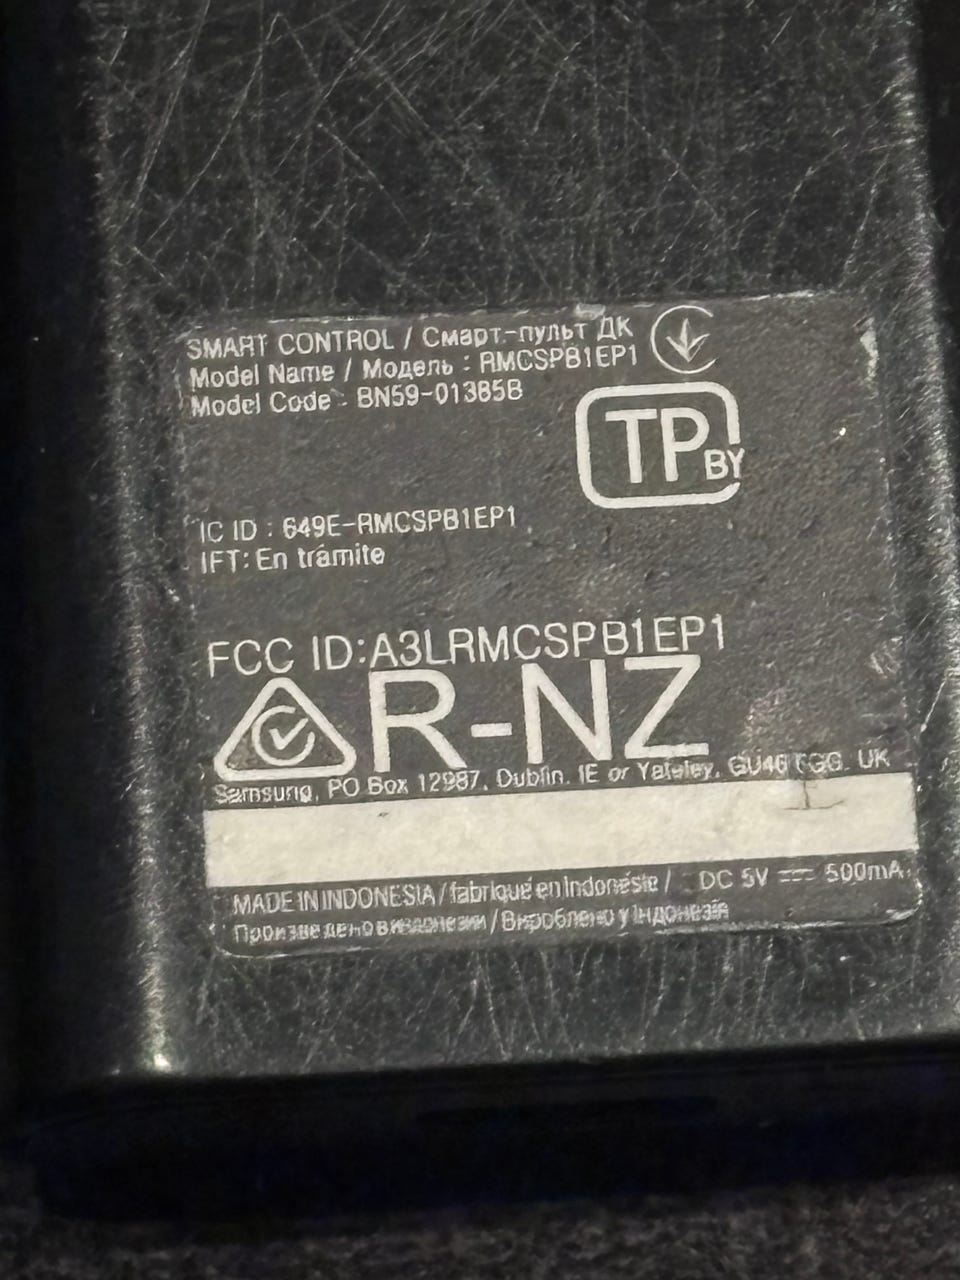 SMART CONTROL / Смарт-пульт ДК
Model Name / Модель : RMCSPB1EP1
Model Code : BN59-01385B
TP BY
IC ID : 649E-RMCSPB1EP1
IFT: En trámite
FCC ID:A3LRMCSPB1EP1
R-NZ
Samsung, PO Box 12987, Dublin. IE or Yateley, GU46 6GG. UK
MADE IN INDONESIA / fabriqué en Indonésie / DC 5V ⎓ 500mA
Произведено в индонезии / Вироблено у Індонезія